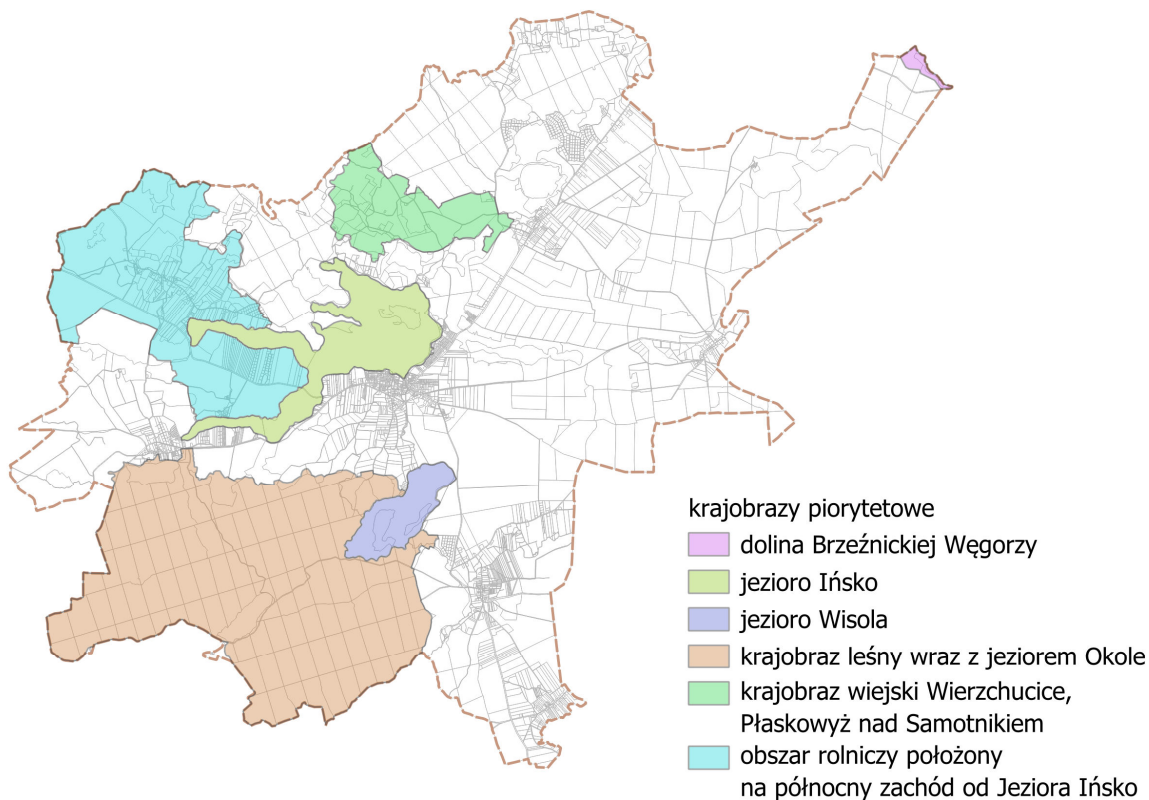 krajobrazy piorytetowe
dolina Brzeźnickiej Węgorzy
jezioro Ińsko
jezioro Wisola
krajobraz leśny wraz z jeziorem Okole
krajobraz wiejski Wierzchucice,
Płaskowyż nad Samotnikiem
obszar rolniczy położony
na północny zachód od Jeziora Ińsko